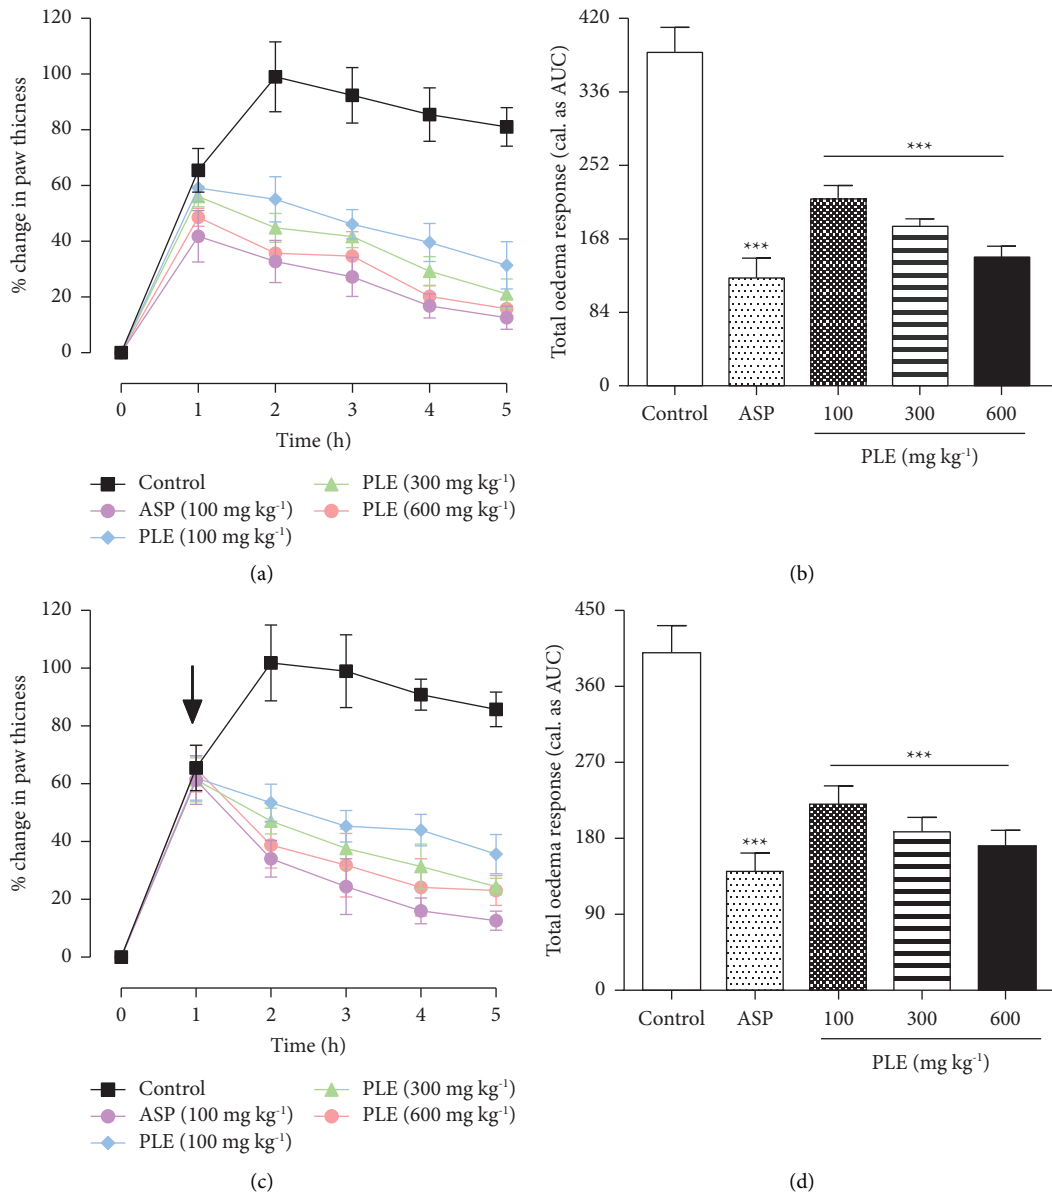 120
100
80
60
40
20
0
% change in paw thicness
0 1 2 3 4 5
Time (h)
Control
ASP (100 mg kg⁻¹)
PLE (100 mg kg⁻¹)
PLE (300 mg kg⁻¹)
PLE (600 mg kg⁻¹)
(a)
420
336
252
168
84
0
Total oedema response (cal. as AUC)
***
***
Control ASP 100 300 600
PLE (mg kg⁻¹)
(b)
120
100
80
60
40
20
0
% change in paw thicness
0 1 2 3 4 5
Time (h)
Control
ASP (100 mg kg⁻¹)
PLE (100 mg kg⁻¹)
PLE (300 mg kg⁻¹)
PLE (600 mg kg⁻¹)
(c)
450
360
270
180
90
0
Total oedema response (cal. as AUC)
***
***
Control ASP 100 300 600
PLE (mg kg⁻¹)
(d)